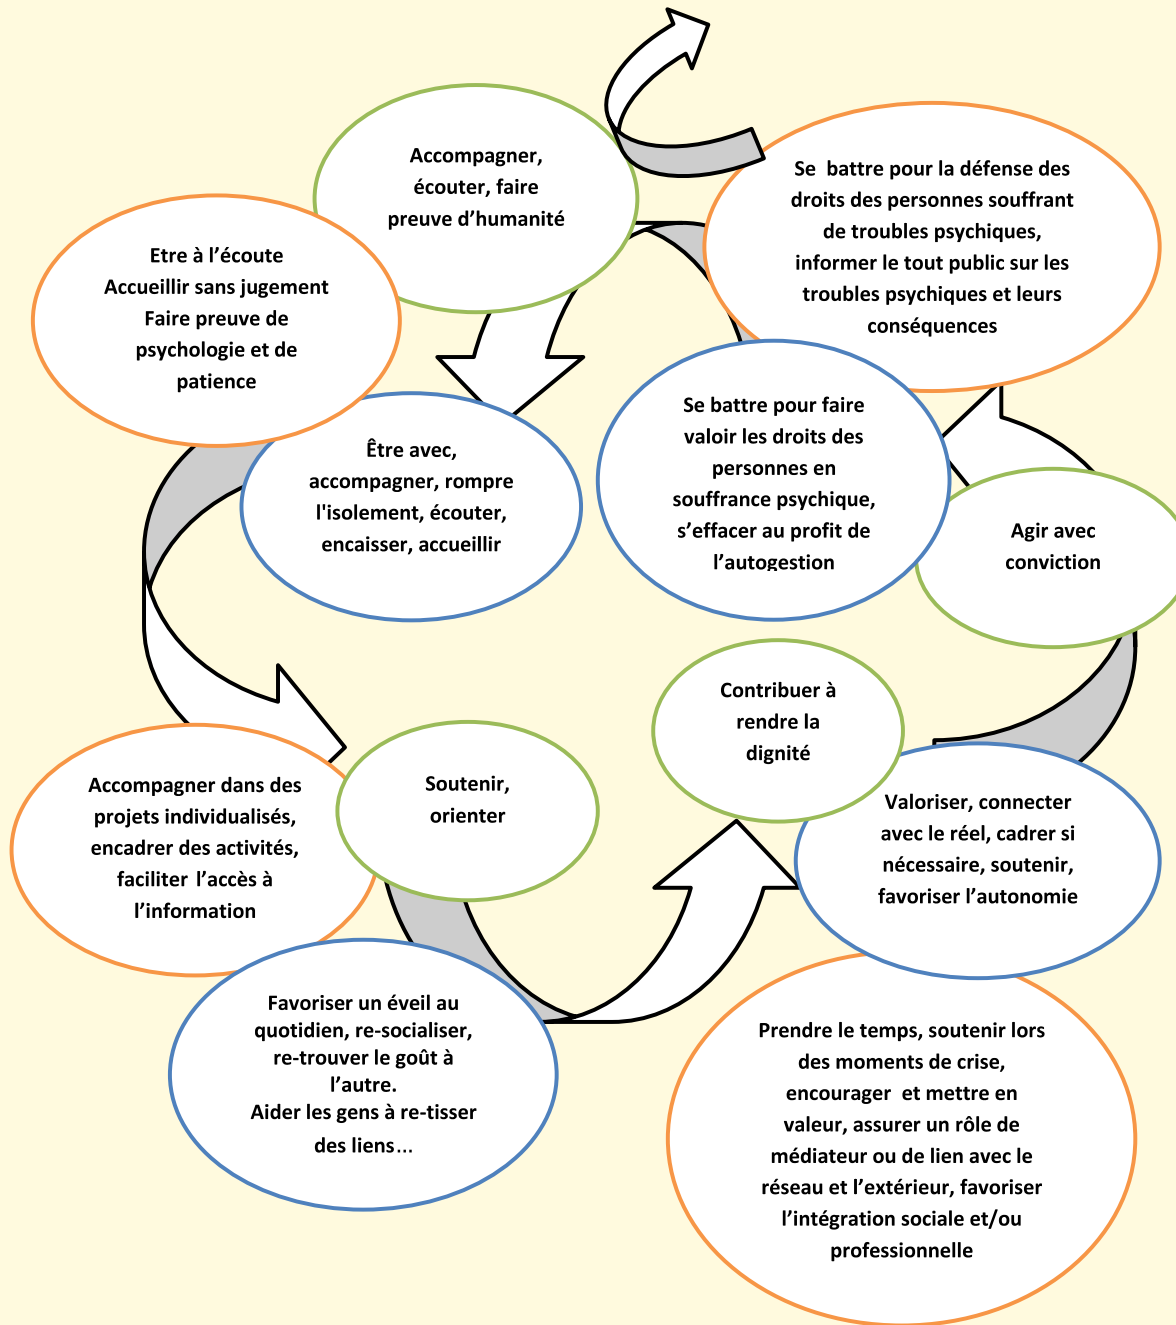 Accompagner,
écouter, faire
preuve d’humanité
Se battre pour la défense des
droits des personnes souffrant
de troubles psychiques,
informer le tout public sur les
troubles psychiques et leurs
conséquences
Etre à l’écoute
Accueillir sans jugement
Faire preuve de
psychologie et de
patience
Être avec,
accompagner, rompre
l'isolement, écouter,
encaisser, accueillir
Se battre pour faire
valoir les droits des
personnes en
souffrance psychique,
s’effacer au profit de
l’autogestion
Agir avec
conviction
Contribuer à
rendre la
dignité
Accompagner dans des
projets individualisés,
encadrer des activités,
faciliter l’accès à
l’information
Soutenir,
orienter
Valoriser, connecter
avec le réel, cadrer si
nécessaire, soutenir,
favoriser l’autonomie
Favoriser un éveil au
quotidien, re-socialiser,
re-trouver le goût à
l’autre.
Aider les gens à re-tisser
des liens…
Prendre le temps, soutenir lors
des moments de crise,
encourager et mettre en
valeur, assurer un rôle de
médiateur ou de lien avec le
réseau et l’extérieur, favoriser
l’intégration sociale et/ou
professionnelle